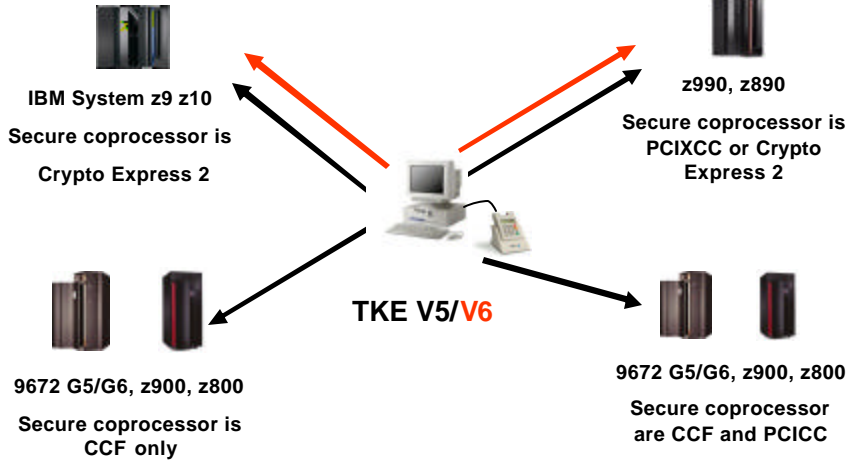 IBM System z9 z10
Secure coprocessor is
Crypto Express 2
z990, z890
Secure coprocessor is
PCIXCC or Crypto
Express 2
TKE V5/V6
9672 G5/G6, z900, z800
Secure coprocessor is
CCF only
9672 G5/G6, z900, z800
Secure coprocessor
are CCF and PCICC